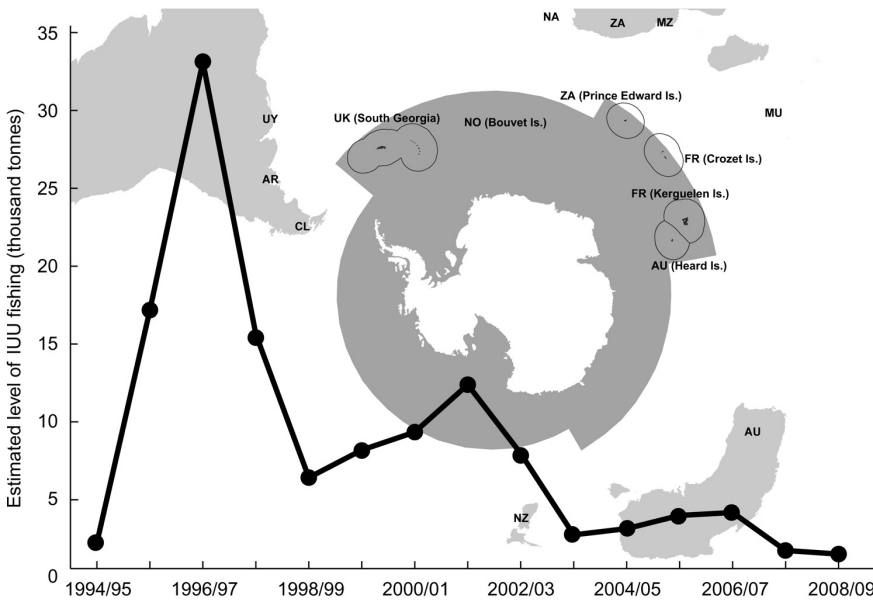 Estimated level of IUU fishing (thousand tonnes)
35
30
25
20
15
10
5
0
1994/95
1996/97
1998/99
2000/01
2002/03
2004/05
2006/07
2008/09
NA
ZA
MZ
ZA (Prince Edward Is.)
MU
UK (South Georgia)
NO (Bouvet Is.)
UY
FR (Crozet Is.)
AR
FR (Kerguelen Is.)
CL
AU (Heard Is.)
AU
NZ